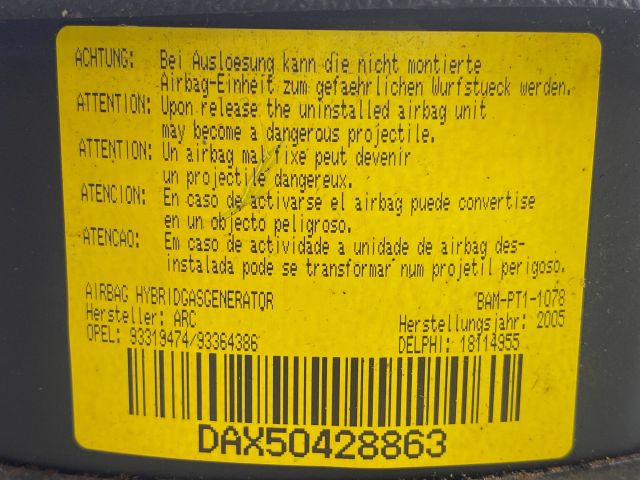 ACHTUNG: Bei Ausloesung kann die nicht montierte
Airbag-Einheit zum gefaehrlichen Wurfstueck werden.
ATTENTION: Upon release the uninstalled airbag unit
may become a dangerous projectile.
ATTENTION: Un airbag mal fixe peut devenir
un projectile dangereux.
ATENCION: En caso de activarse el airbag puede convertise
en un objecto peligroso.
ATENCAO: Em caso de actividade a unidade de airbag des-
instalada pode se transformar num projetil perigoso.
AIRBAG HYBRIDGASGENERATOR BAM-PT1-1078
Hersteller: ARC Herstellungsjahr: 2005
OPEL: 93319474/93364386 DELPHI: 18114955
DAX50428863